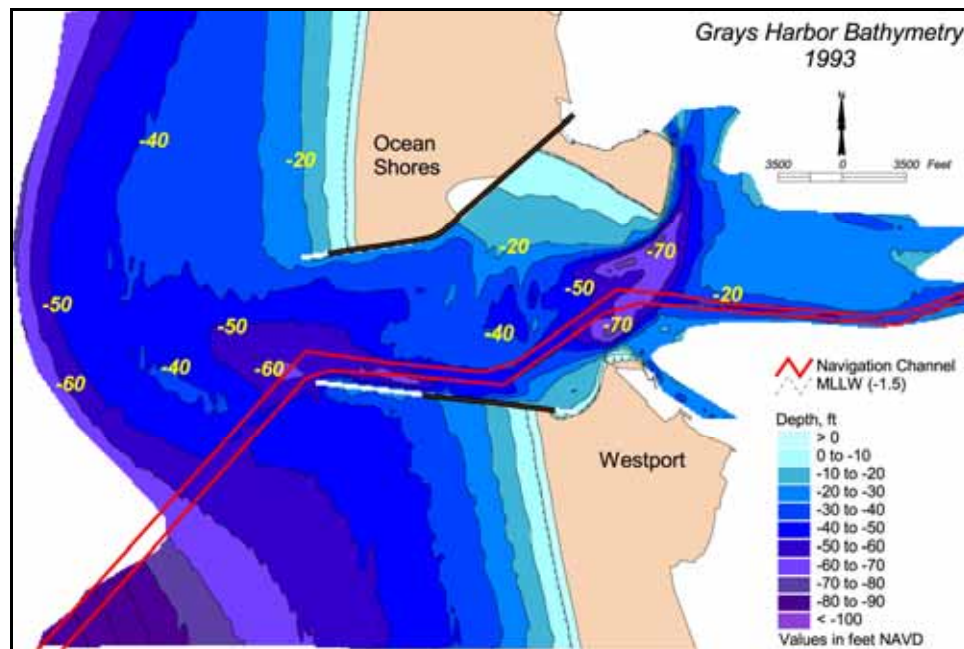 Grays Harbor Bathymetry
1993
N
3500 0 3500 Feet
Ocean
Shores
-40
-20
-20
-70
-50
-50
-20
-50
-40
-70
-40
-60
-60
Westport
Navigation Channel
MLLW (-1.5)
Depth, ft
> 0
0 to -10
-10 to -20
-20 to -30
-30 to -40
-40 to -50
-50 to -60
-60 to -70
-70 to -80
-80 to -90
< -100
Values in feet NAVD